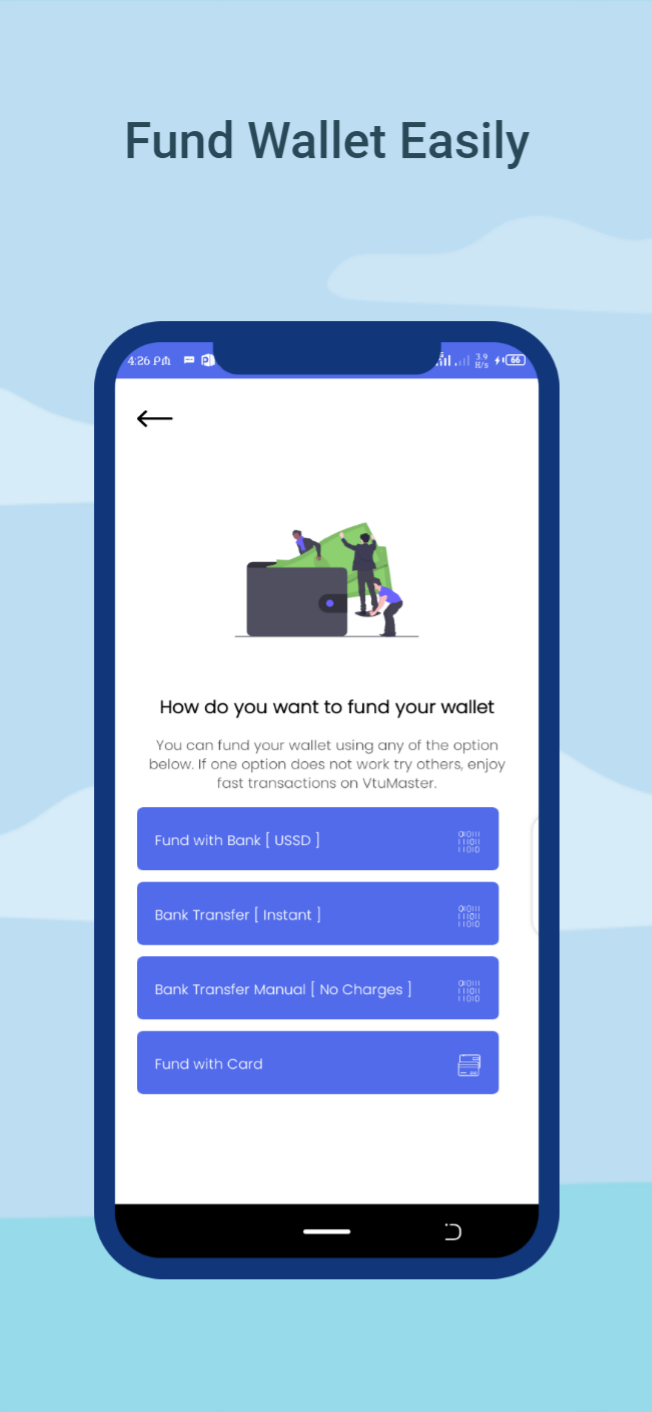 Fund Wallet Easily
4:26 PM
3.9
B/s
66
How do you want to fund your wallet
You can fund your wallet using any of the option
below. If one option does not work try others, enjoy
fast transactions on VtuMaster.
Fund with Bank [ USSD ]
Bank Transfer [ Instant ]
Bank Transfer Manual [ No Charges ]
Fund with Card